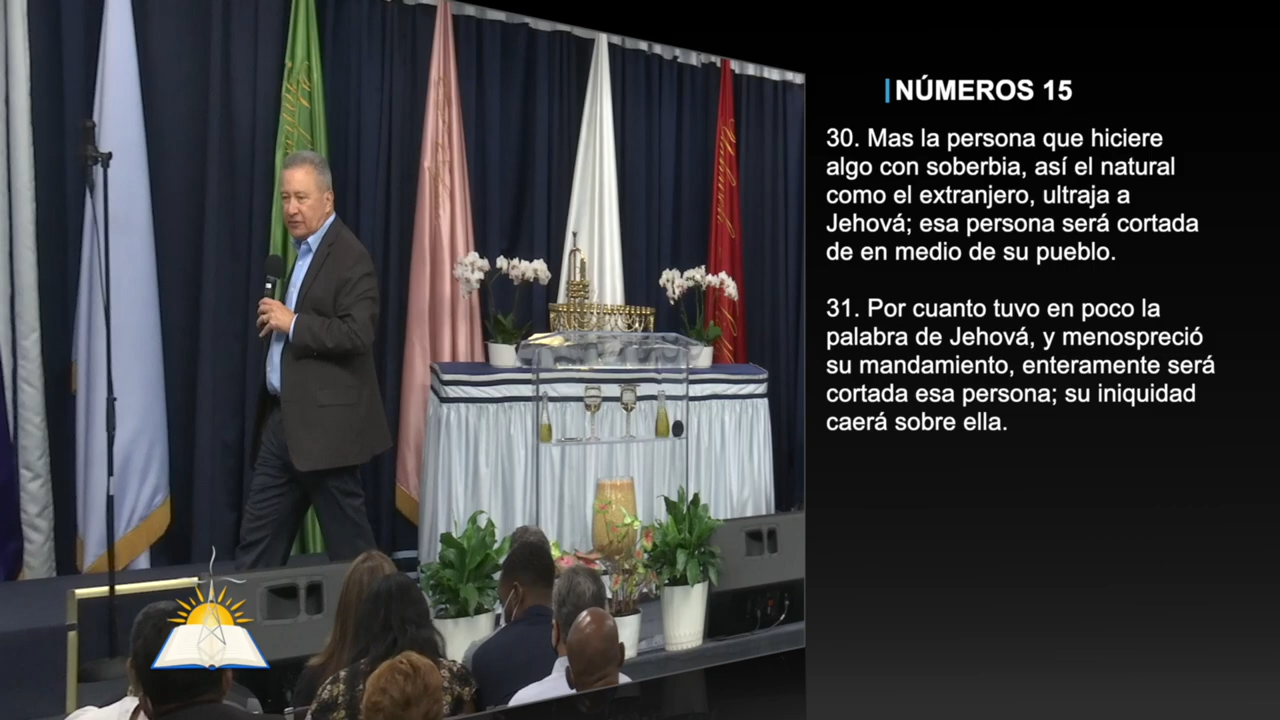 NÚMEROS 15
30. Mas la persona que hiciere
algo con soberbia, así el natural
como el extranjero, ultraja a
Jehová; esa persona será cortada
de en medio de su pueblo.
31. Por cuanto tuvo en poco la
palabra de Jehová, y menospreció
su mandamiento, enteramente será
cortada esa persona; su iniquidad
caerá sobre ella.